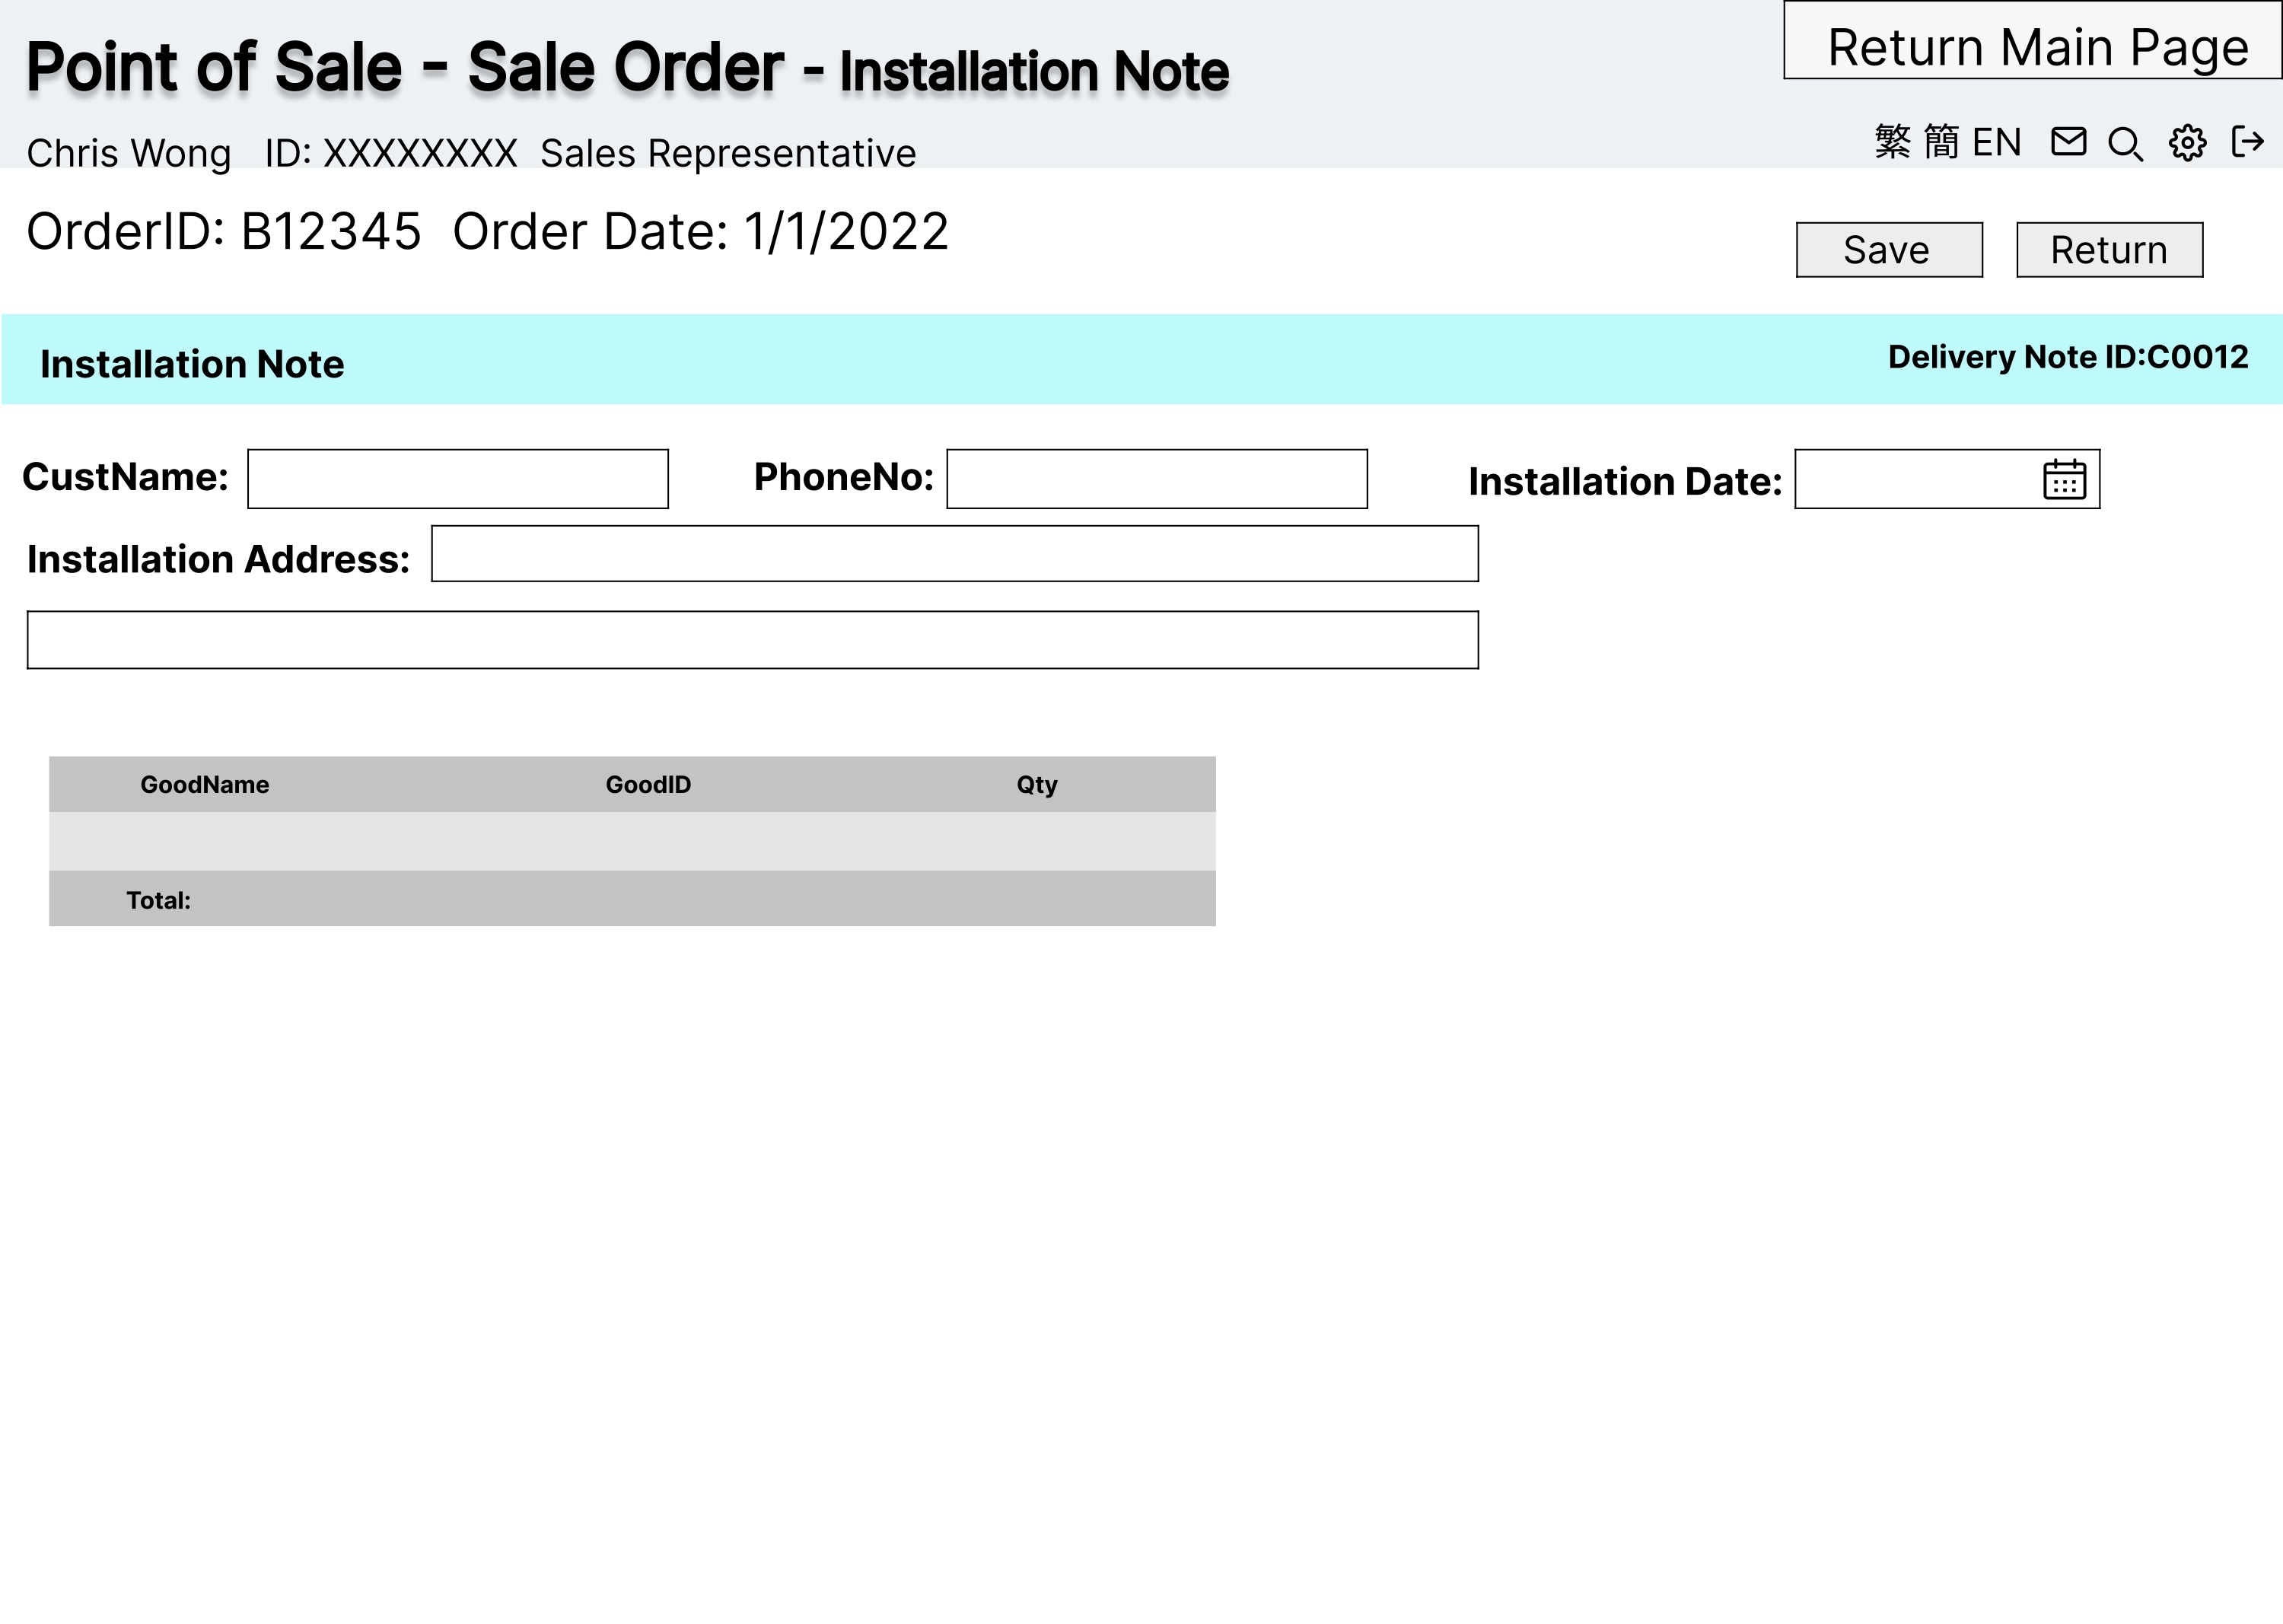 Point of Sale - Sale Order - Installation Note
Return Main Page
Chris Wong ID: XXXXXXXX Sales Representative
繁 簡 EN
OrderID: B12345 Order Date: 1/1/2022
Save Return
Installation Note
Delivery Note ID:C0012
CustName: PhoneNo: Installation Date:
Installation Address:
GoodName GoodID Qty
Total: